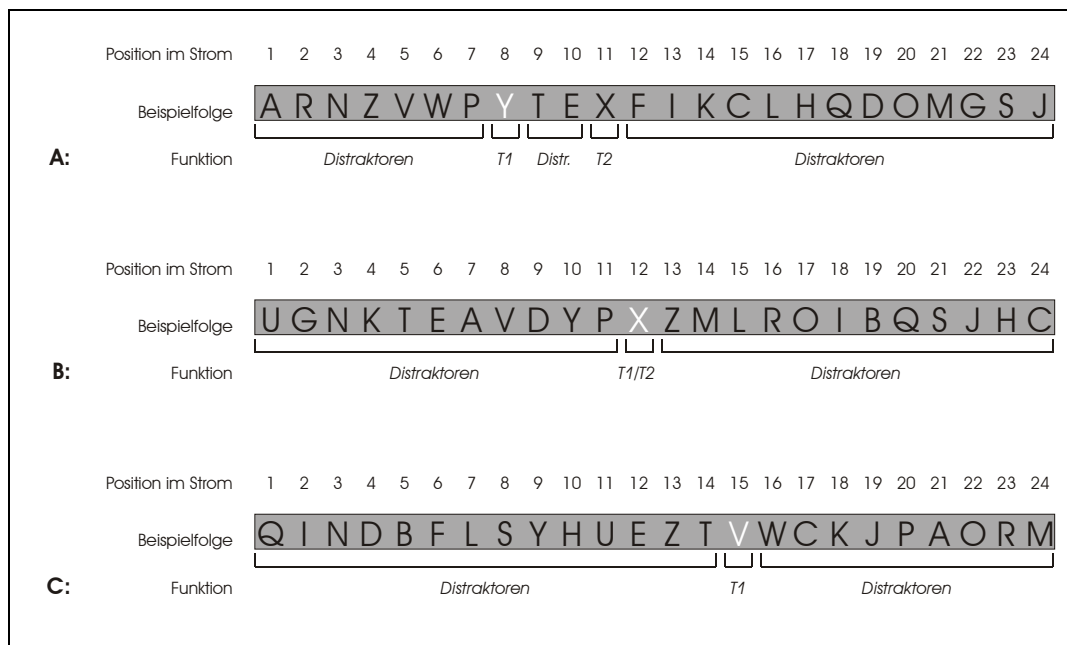 Position im Strom 1 2 3 4 5 6 7 8 9 10 11 12 13 14 15 16 17 18 19 20 21 22 23 24
Beispielfolge A R N Z V W P Y T E X F I K C L H Q D O M G S J
A: Funktion Distraktoren T1 Distr. T2 Distraktoren
Position im Strom 1 2 3 4 5 6 7 8 9 10 11 12 13 14 15 16 17 18 19 20 21 22 23 24
Beispielfolge U G N K T E A V D Y P X Z M L R O I B Q S J H C
B: Funktion Distraktoren T1/T2 Distraktoren
Position im Strom 1 2 3 4 5 6 7 8 9 10 11 12 13 14 15 16 17 18 19 20 21 22 23 24
Beispielfolge Q I N D B F L S Y H U E Z T V W C K J P A O R M
C: Funktion Distraktoren T1 Distraktoren